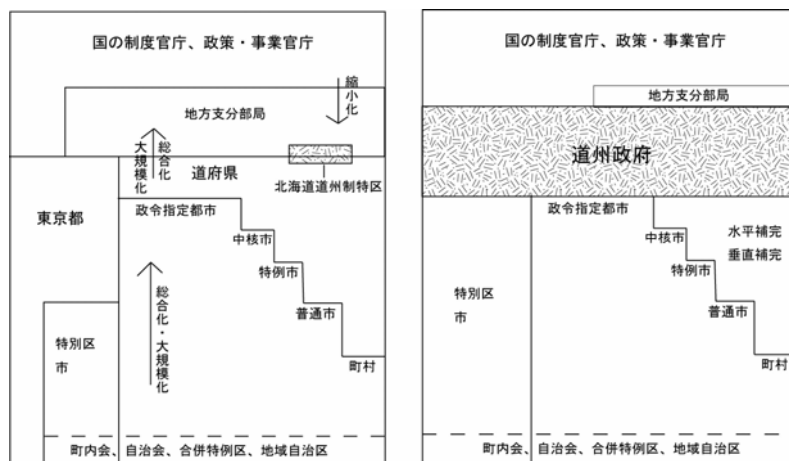 国の制度官庁、政策・事業官庁
縮小化
地方支分部局
大規模化
総合化
道府県
北海道道州制特区
東京都
政令指定都市
中核市
特例市
総合化・大規模化
普通市
特別区
市
町村
町内会、自治会、合併特例区、地域自治区
国の制度官庁、政策・事業官庁
地方支分部局
道州政府
政令指定都市
水平補完
中核市
垂直補完
特例市
特別区
普通市
市
町村
町内会、自治会、合併特例区、地域自治区